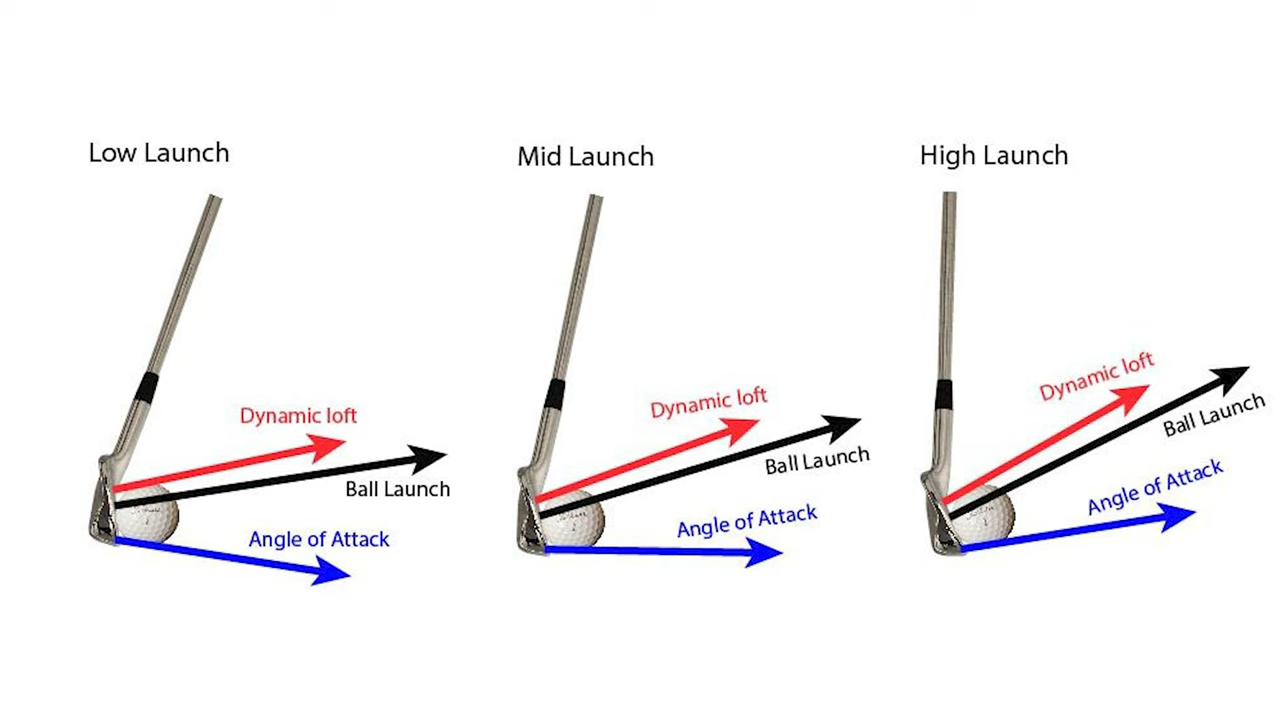 Low Launch
Mid Launch
High Launch
Dynamic loft
Ball Launch
Angle of Attack
Dynamic loft
Ball Launch
Angle of Attack
Dynamic loft
Ball Launch
Angle of Attack